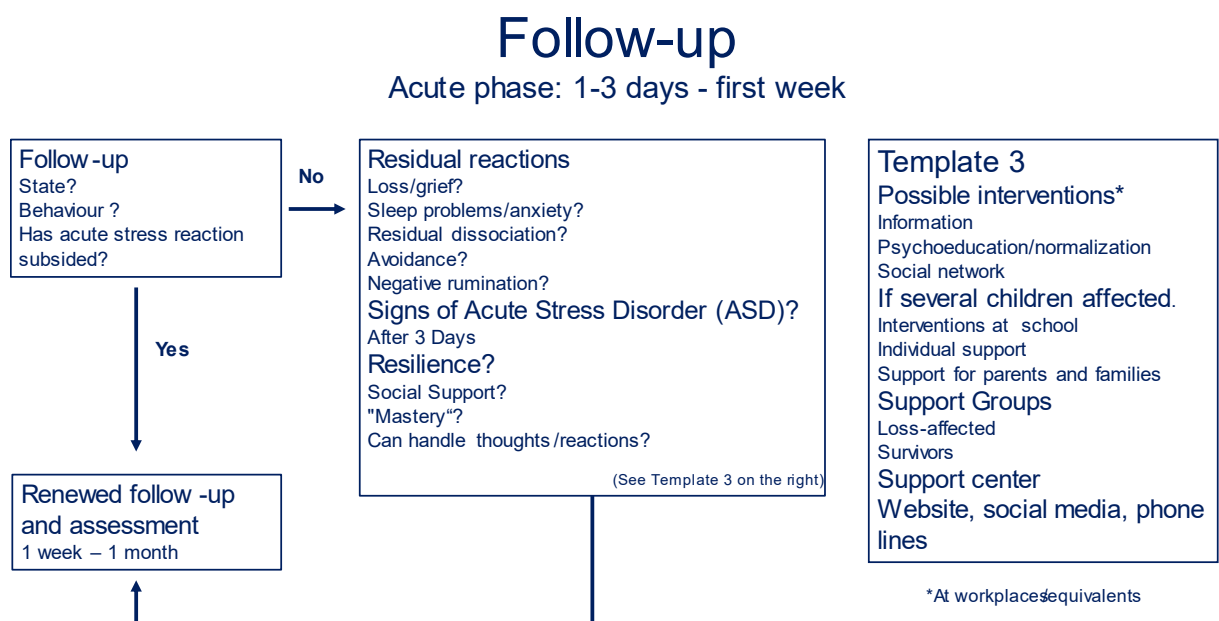 Follow-up
Acute phase: 1-3 days - first week
Follow-up
State?
Behaviour ?
Has acute stress reaction
subsided?
No
Yes
Renewed follow -up
and assessment
1 week – 1 month
Residual reactions
Loss/grief?
Sleep problems/anxiety?
Residual dissociation?
Avoidance?
Negative rumination?
Signs of Acute Stress Disorder (ASD)?
After 3 Days
Resilience?
Social Support?
"Mastery“?
Can handle thoughts/reactions?
(See Template 3 on the right)
Template 3
Possible interventions*
Information
Psychoeducation/normalization
Social network
If several children affected.
Interventions at school
Individual support
Support for parents and families
Support Groups
Loss-affected
Survivors
Support center
Website, social media, phone
lines
*At workplaces/equivalents